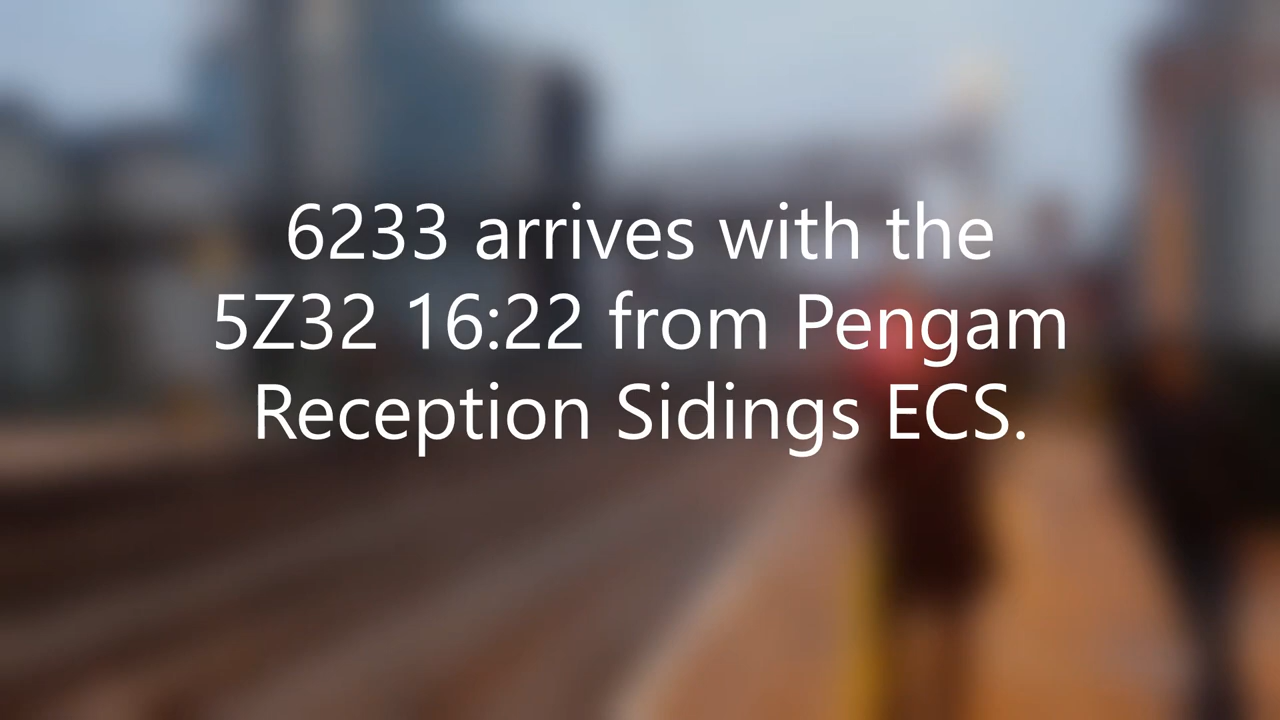 6233 arrives with the
5Z32 16:22 from Pengam
Reception Sidings ECS.